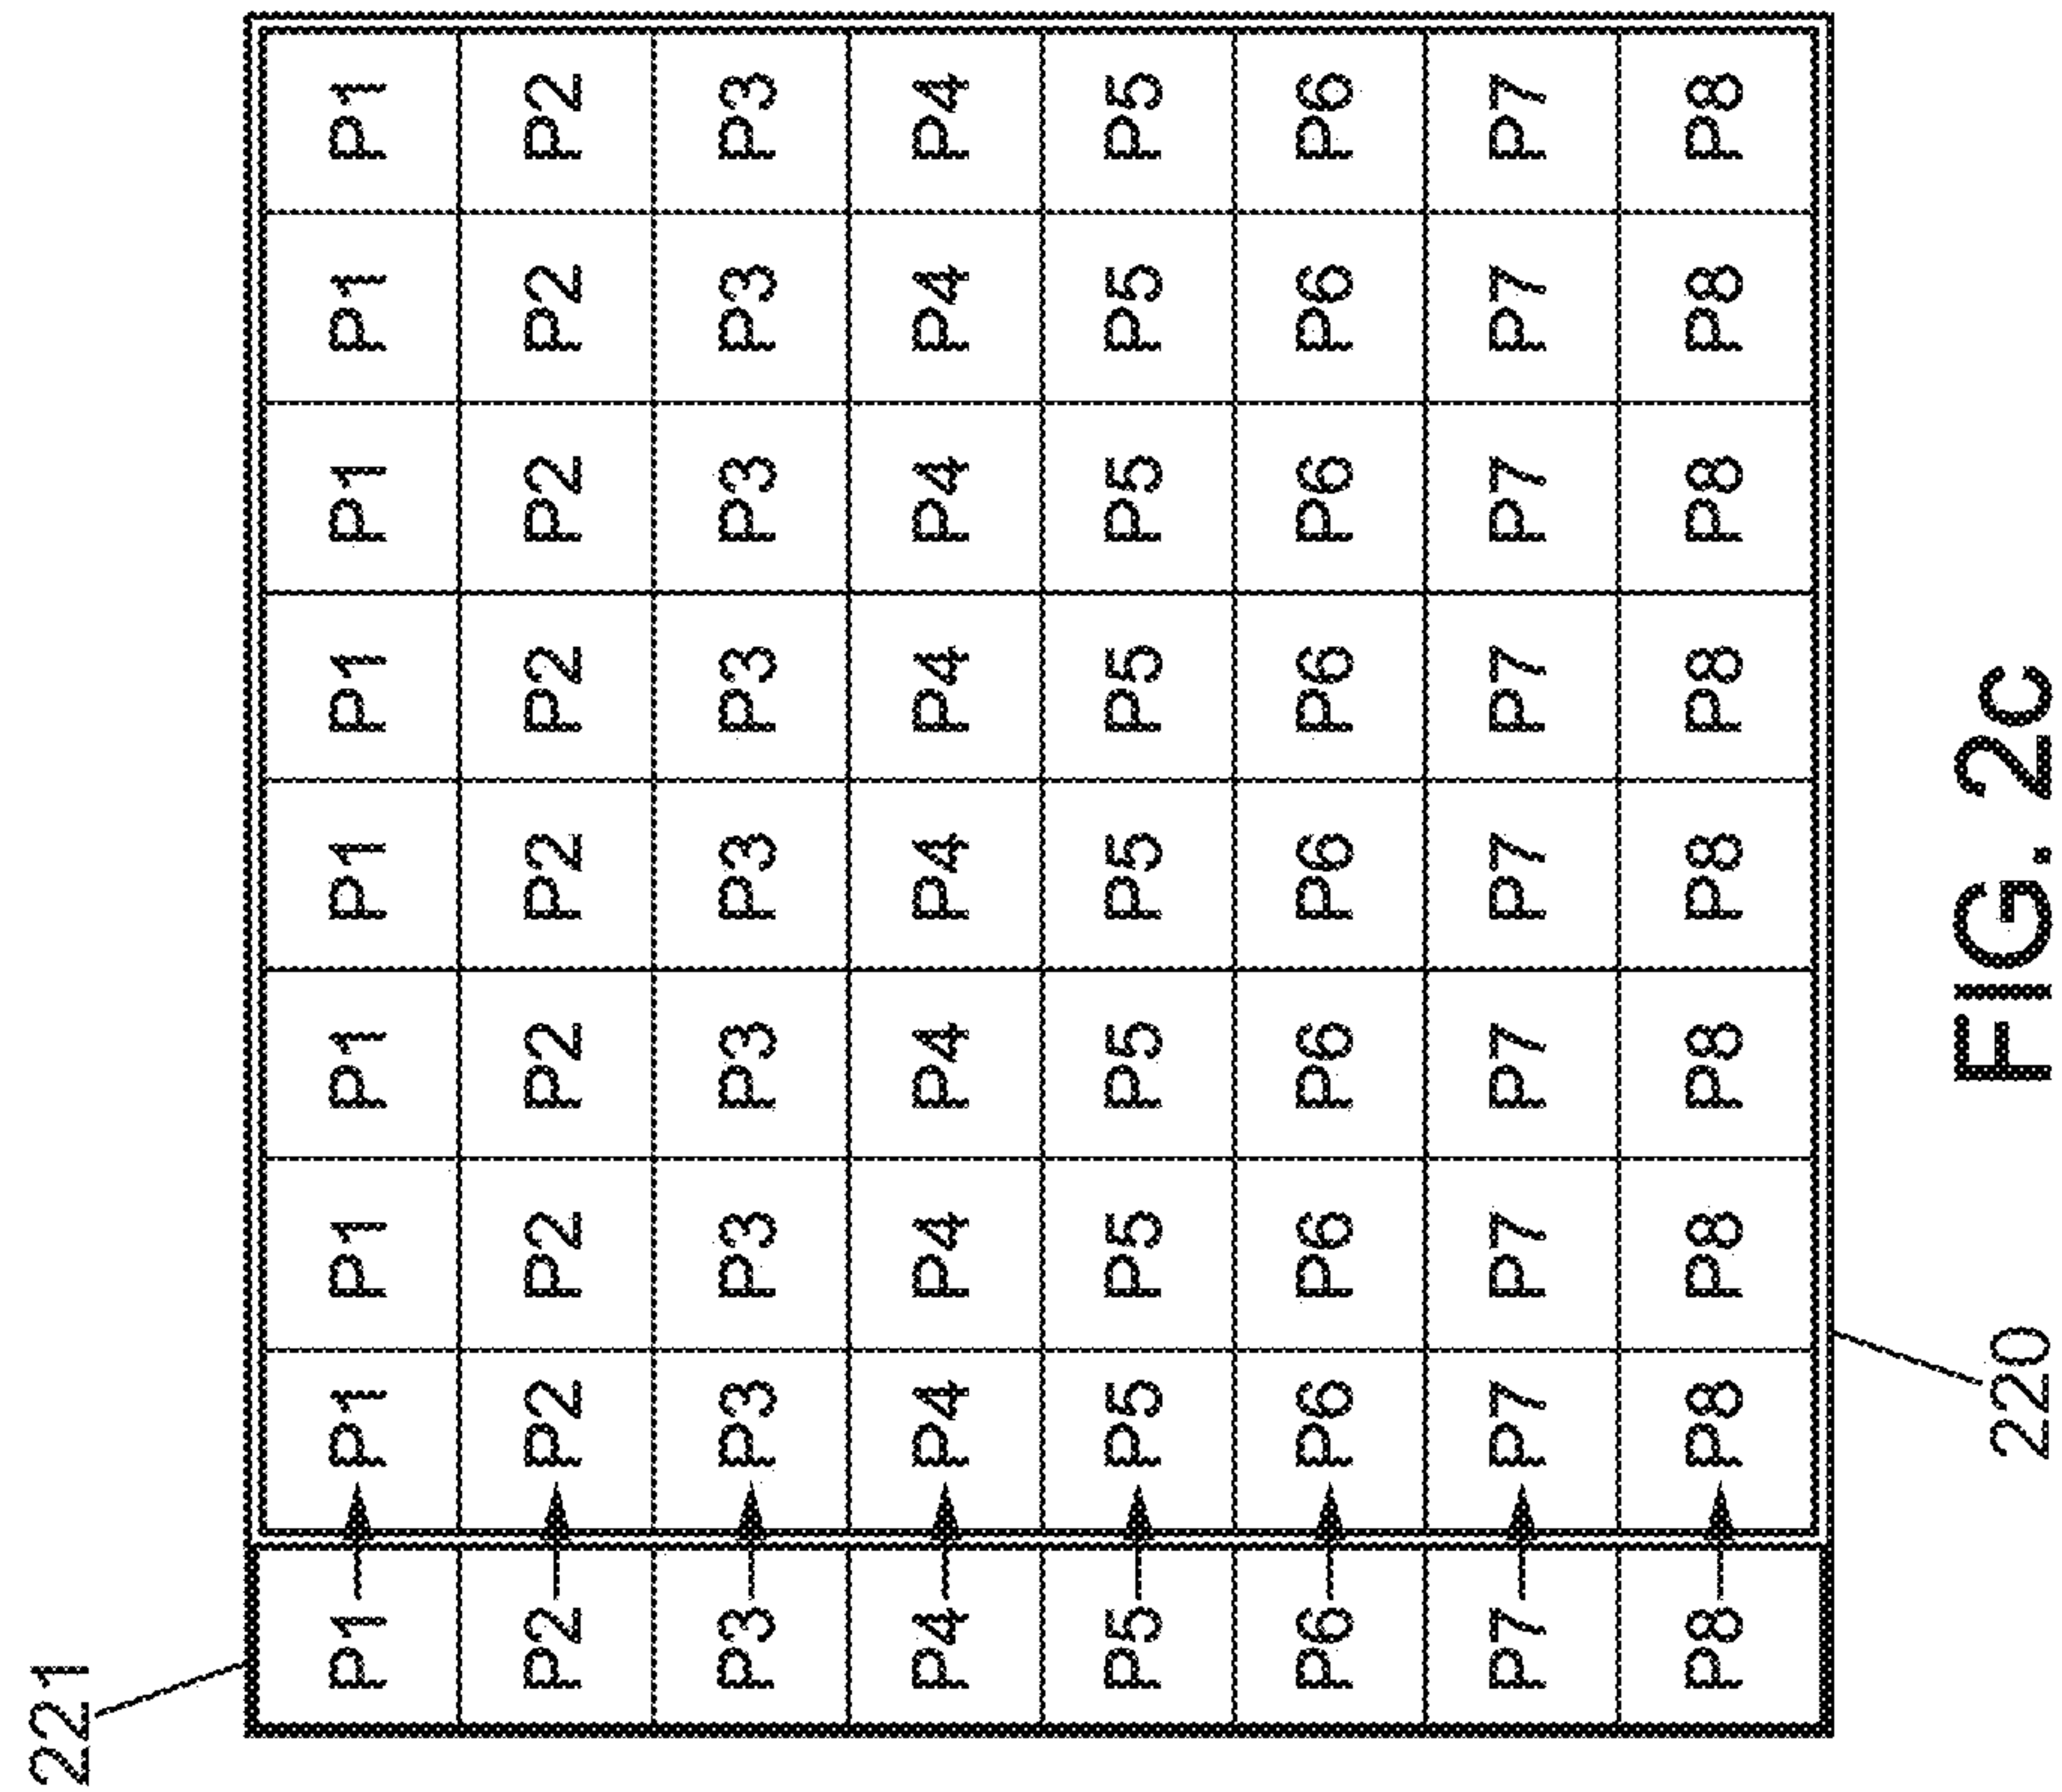 221
P1 P1 P1 P1 P1 P1 P1 P1 P1
P2 P2 P2 P2 P2 P2 P2 P2 P2
P3 P3 P3 P3 P3 P3 P3 P3 P3
P4 P4 P4 P4 P4 P4 P4 P4 P4
P5 P5 P5 P5 P5 P5 P5 P5 P5
P6 P6 P6 P6 P6 P6 P6 P6 P6
P7 P7 P7 P7 P7 P7 P7 P7 P7
P8 P8 P8 P8 P8 P8 P8 P8 P8
220
FIG. 2c